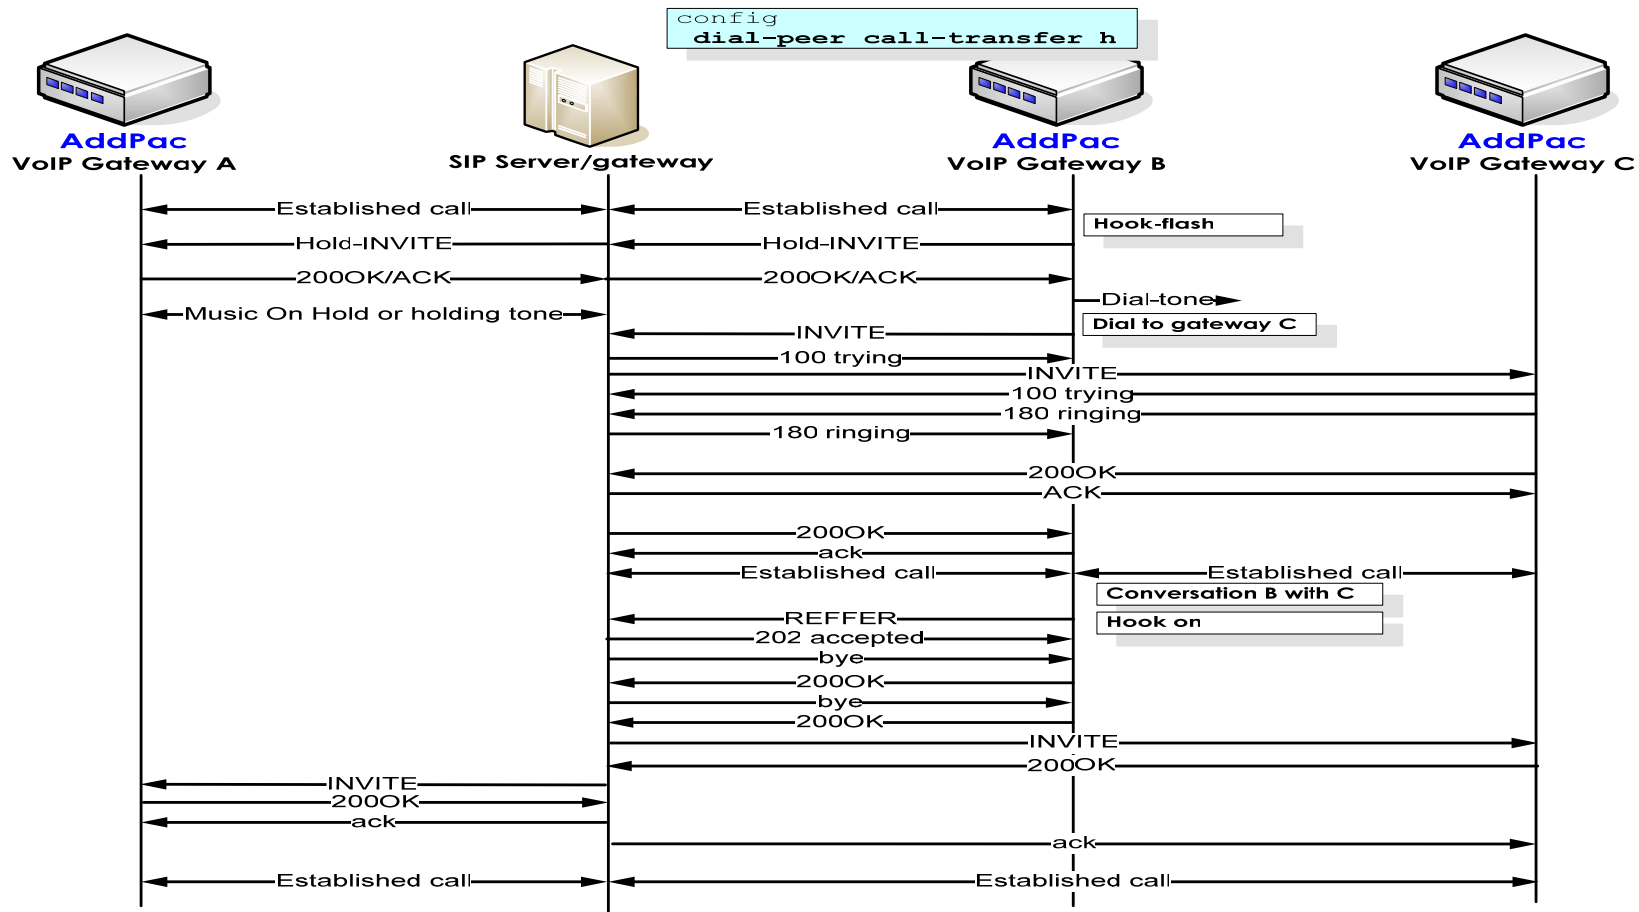 config
dial-peer call-transfer h
AddPac
VoIP Gateway A
SIP Server/gateway
AddPac
VoIP Gateway B
AddPac
VoIP Gateway C
Established call
Established call
Hook-flash
Hold-INVITE
Hold-INVITE
200OK/ACK
200OK/ACK
Dial-tone
Music On Hold or holding tone
Dial to gateway C
INVITE
100 trying
INVITE
100 trying
180 ringing
180 ringing
200OK
ACK
200OK
ack
Established call
Established call
Conversation B with C
REFFER
Hook on
202 accepted
bye
200OK
bye
200OK
INVITE
200OK
INVITE
200OK
ack
ack
Established call
Established call